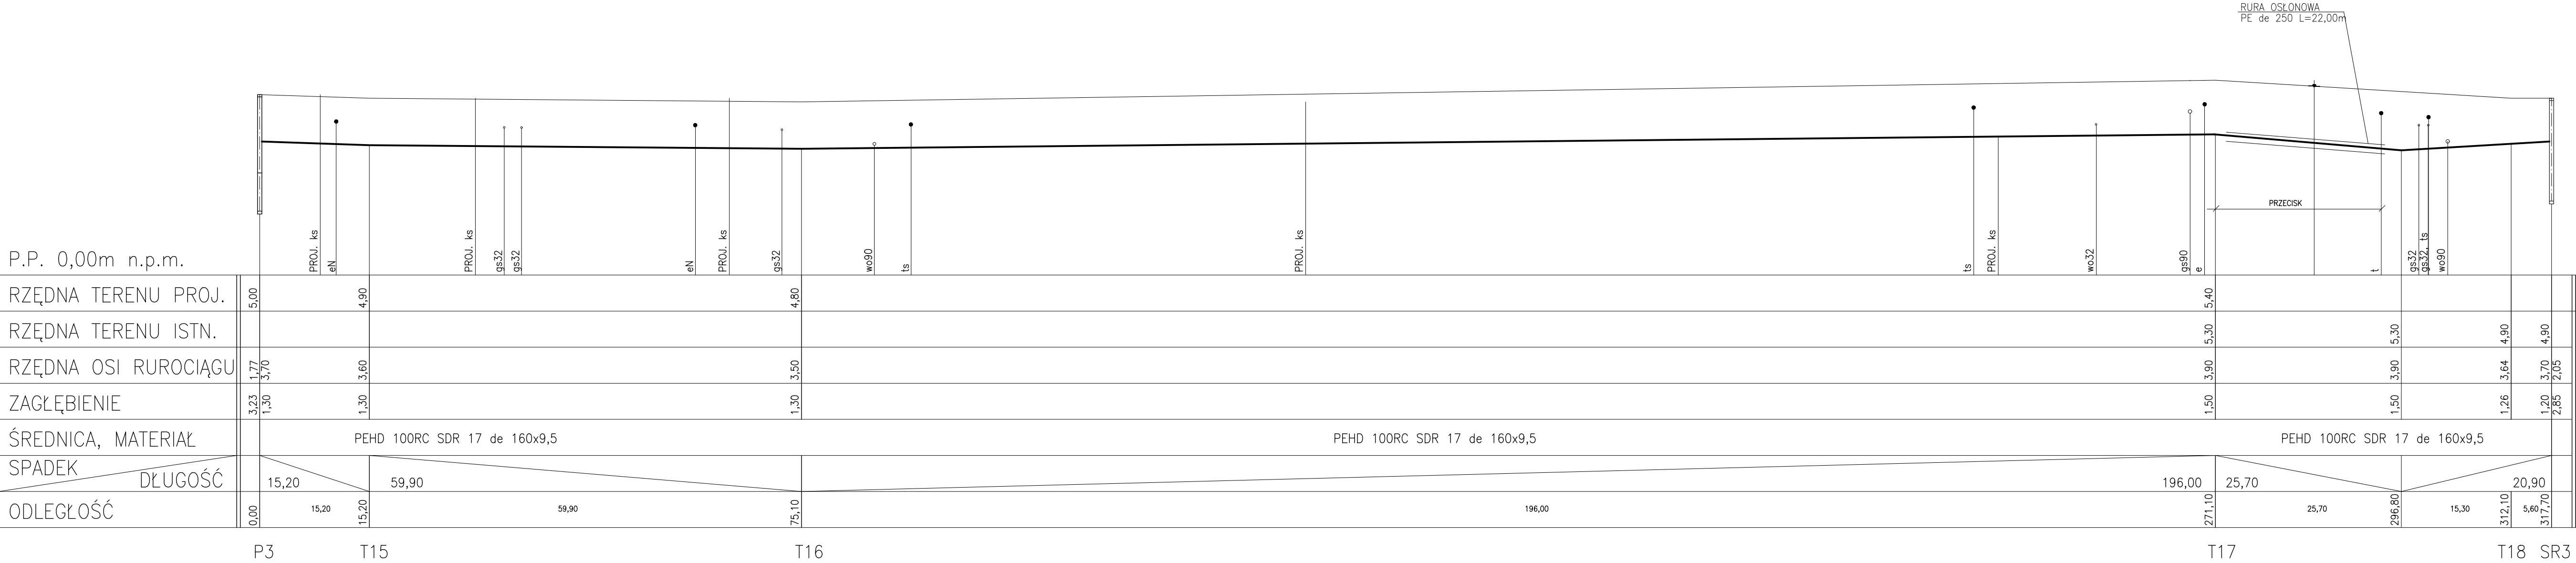 RURA OSŁONOWA
PE de 250 L=22,00m
PRZECISK
PROJ. ks
eN
PROJ. ks
gs32
gs32
eN
PROJ. ks
gs32
wo90
ts
PROJ. ks
ts
PROJ. ks
wo32
gs90
e
t
gs32
gs32, ts
wo90
P.P. 0,00m n.p.m.
RZĘDNA TERENU PROJ. 5,00 4,90 4,80 5,40
RZĘDNA TERENU ISTN. 5,30 5,30 4,90 4,90
RZĘDNA OSI RUROCIĄGU 1,77 3,70 3,60 3,50 3,90 3,90 3,64 3,70 2,05
ZAGŁĘBIENIE 3,23 1,30 1,30 1,30 1,50 1,50 1,26 1,20 2,85
ŚREDNICA, MATERIAŁ PEHD 100RC SDR 17 de 160x9,5 PEHD 100RC SDR 17 de 160x9,5 PEHD 100RC SDR 17 de 160x9,5
SPADEK
DŁUGOŚĆ 15,20 59,90 196,00 25,70 20,90
ODLEGŁOŚĆ 0,00 15,20 15,20 59,90 75,10 196,00 271,10 25,70 296,80 15,30 312,10 5,60 317,70
P3 T15 T16 T17 T18 SR3